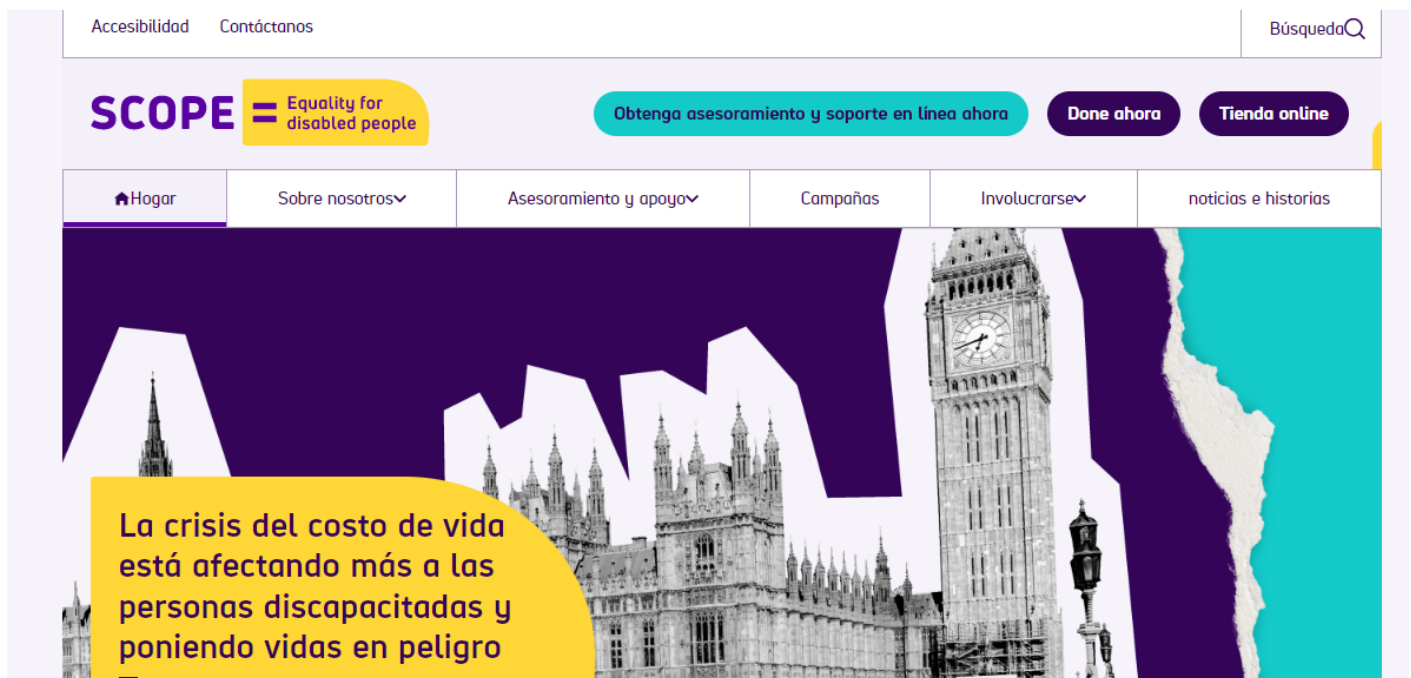 Accesibilidad Contáctanos Búsqueda
SCOPE = Equality for
disabled people
Obtenga asesoramiento y soporte en línea ahora Done ahora Tienda online
Hogar Sobre nosotros Asesoramiento y apoyo Campañas Involucrarse noticias e historias
La crisis del costo de vida
está afectando más a las
personas discapacitadas y
poniendo vidas en peligro